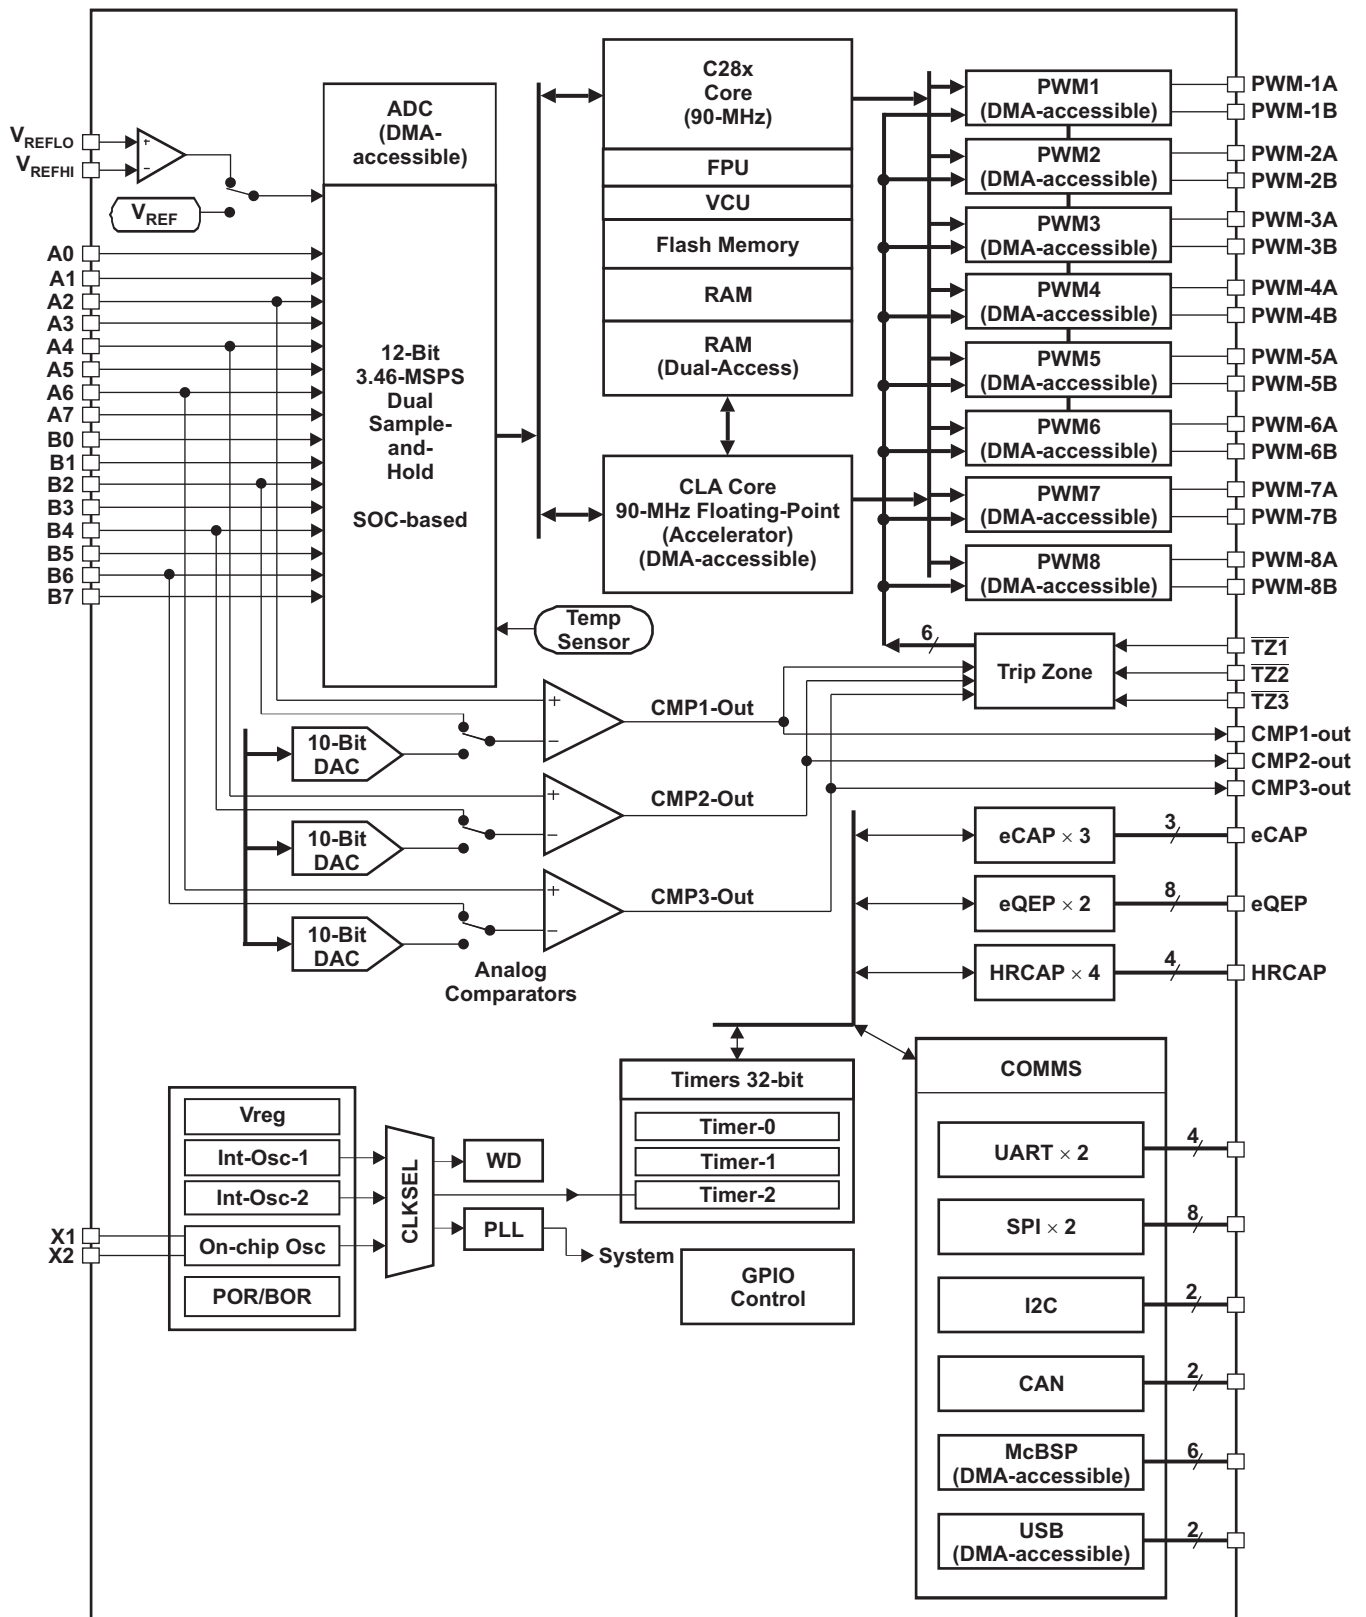 C28x
Core
(90-MHz)
FPU
VCU
Flash Memory
RAM
RAM
(Dual-Access)
CLA Core
90-MHz Floating-Point
(Accelerator)
(DMA-accessible)
ADC
(DMA-
accessible)
12-Bit
3.46-MSPS
Dual
Sample-
and-
Hold
SOC-based
VREFLO
VREFHI
+
−
VREF
A0
A1
A2
A3
A4
A5
A6
A7
B0
B1
B2
B3
B4
B5
B6
B7
Temp
Sensor
PWM1
(DMA-accessible)
PWM2
(DMA-accessible)
PWM3
(DMA-accessible)
PWM4
(DMA-accessible)
PWM5
(DMA-accessible)
PWM6
(DMA-accessible)
PWM7
(DMA-accessible)
PWM8
(DMA-accessible)
PWM-1A
PWM-1B
PWM-2A
PWM-2B
PWM-3A
PWM-3B
PWM-4A
PWM-4B
PWM-5A
PWM-5B
PWM-6A
PWM-6B
PWM-7A
PWM-7B
PWM-8A
PWM-8B
6
Trip Zone
TZ1
TZ2
TZ3
10-Bit
DAC
+
−
CMP1-Out
CMP1-out
10-Bit
DAC
+
−
CMP2-Out
CMP2-out
10-Bit
DAC
+
−
CMP3-Out
CMP3-out
Analog
Comparators
eCAP × 3
3
eCAP
eQEP × 2
8
eQEP
HRCAP × 4
4
HRCAP
Timers 32-bit
Timer-0
Timer-1
Timer-2
Vreg
Int-Osc-1
Int-Osc-2
On-chip Osc
POR/BOR
X1
X2
CLKSEL
WD
PLL
System
GPIO
Control
COMMS
UART × 2
4
SPI × 2
8
I2C
2
CAN
2
McBSP
(DMA-accessible)
6
USB
(DMA-accessible)
2